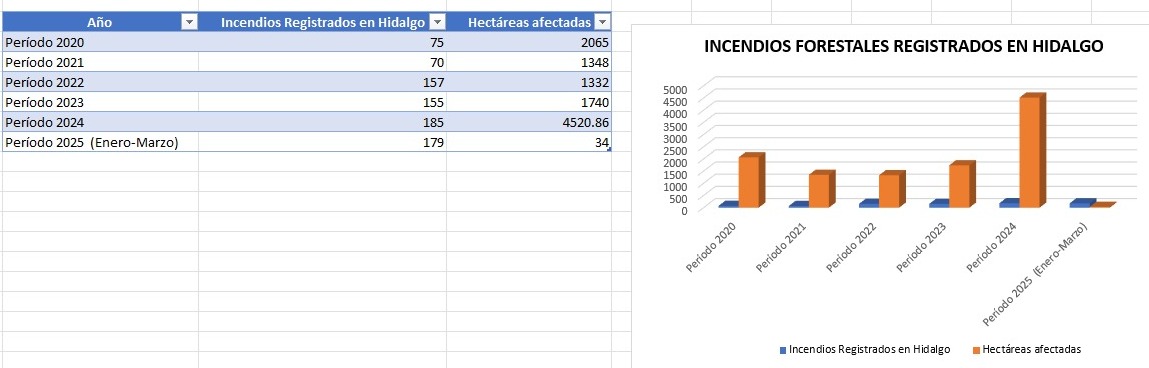 Año Incendios Registrados en Hidalgo Hectáreas afectadas
Período 2020 75 2065
Período 2021 70 1348
Período 2022 157 1332
Período 2023 155 1740
Período 2024 185 4520.86
Período 2025 (Enero-Marzo) 179 34
INCENDIOS FORESTALES REGISTRADOS EN HIDALGO
5000
4500
4000
3500
3000
2500
2000
1500
1000
500
0
Período 2020
Período 2021
Período 2022
Período 2023
Período 2024
Período 2025 (Enero-Marzo)
Incendios Registrados en Hidalgo Hectáreas afectadas